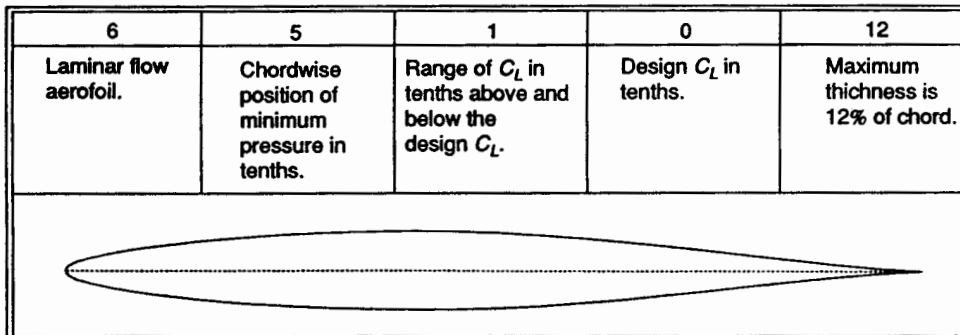 6 5 1 0 12
Laminar flow
aerofoil.
Chordwise
position of
minimum
pressure in
tenths.
Range of C_L in
tenths above and
below the
design C_L.
Design C_L in
tenths.
Maximum
thichness is
12% of chord.